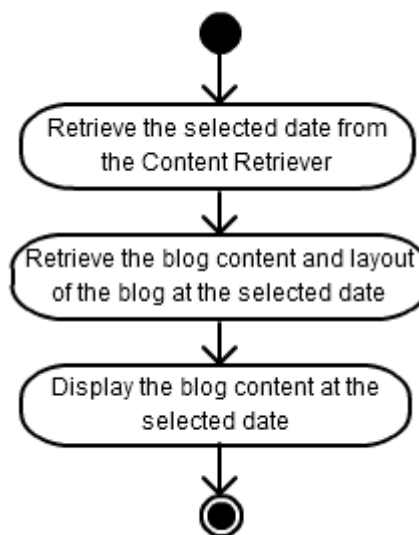 Retrieve the selected date from
the Content Retriever
Retrieve the blog content and layout
of the blog at the selected date
Display the blog content at the
selected date